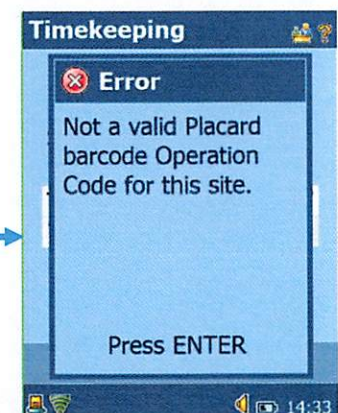 Timekeeping
Error
Not a valid Placard
barcode Operation
Code for this site.
Press ENTER
14:33